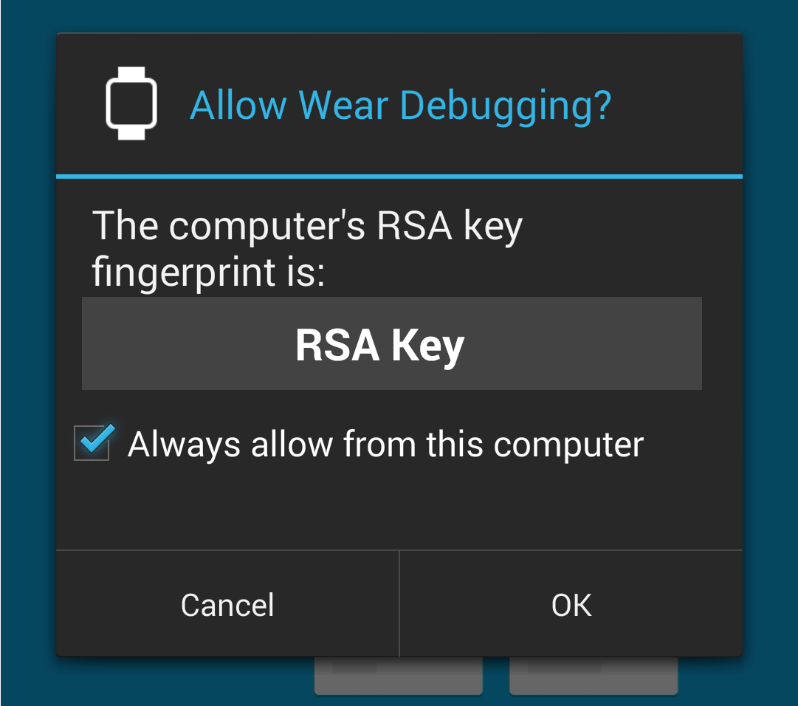 Allow Wear Debugging?
The computer's RSA key
fingerprint is:
RSA Key
Always allow from this computer
Cancel
OK